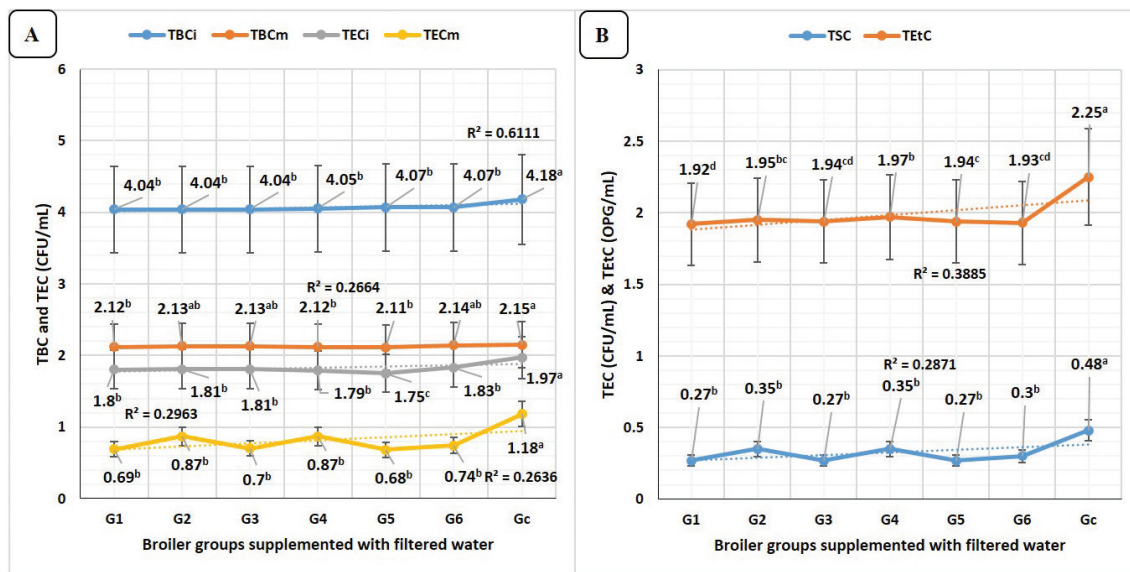 A
TBCi TBCm TECi TECm
TBC and TEC (CFU/mL)
6
5
4
3
2
1
0
R² = 0.6111
4.04ᵇ 4.04ᵇ 4.04ᵇ 4.05ᵇ 4.07ᵇ 4.07ᵇ 4.18ᵃ
R² = 0.2664
2.12ᵇ 2.13ᵃᵇ 2.13ᵃᵇ 2.12ᵇ 2.11ᵇ 2.14ᵃᵇ 2.15ᵃ
1.8ᵇ 1.81ᵇ 1.81ᵇ 1.79ᵇ 1.75ᶜ 1.83ᵇ 1.97ᵃ
R² = 0.2963
0.69ᵇ 0.87ᵇ 0.7ᵇ 0.87ᵇ 0.68ᵇ 0.74ᵇ 1.18ᵃ
R² = 0.2636
G1 G2 G3 G4 G5 G6 Gc
Broiler groups supplemented with filtered water
B
TSC TEtC
TEC (CFU/mL) & TEtC (OPG/mL)
3
2.5
2
1.5
1
0.5
0
1.92ᵈ 1.95ᵇᶜ 1.94ᶜᵈ 1.97ᵇ 1.94ᶜ 1.93ᶜᵈ 2.25ᵃ
R² = 0.3885
R² = 0.2871
0.27ᵇ 0.35ᵇ 0.27ᵇ 0.35ᵇ 0.27ᵇ 0.3ᵇ 0.48ᵃ
G1 G2 G3 G4 G5 G6 Gc
Broiler groups supplemented with filtered water